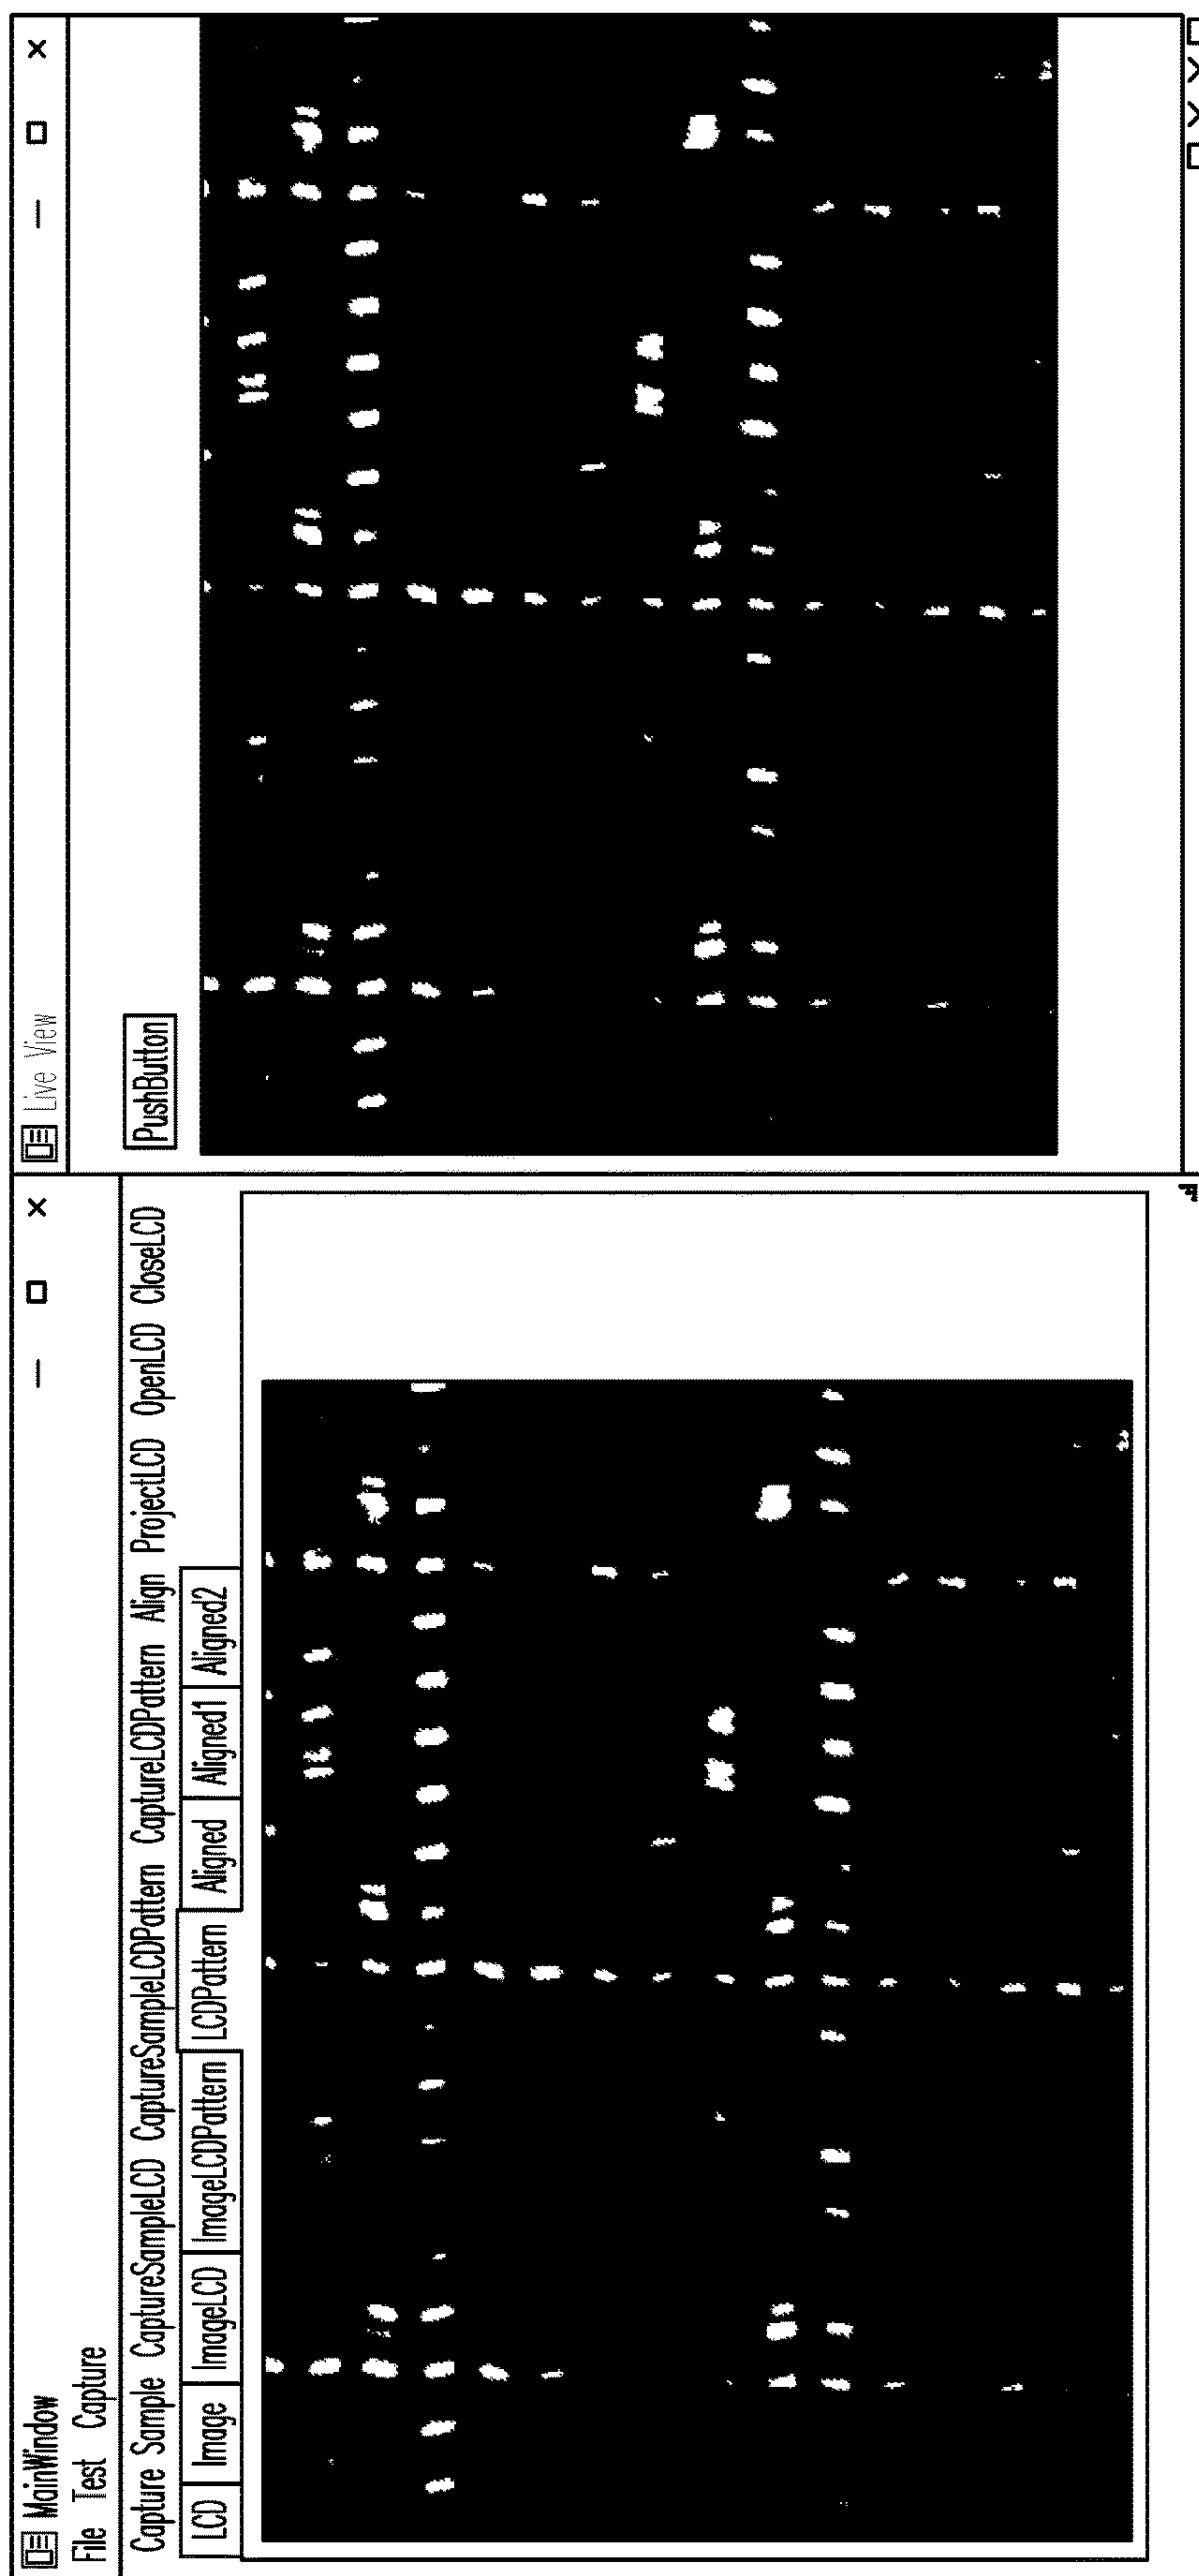 MainWindow
File Test Capture
Capture Sample CaptureSampleLCD CaptureSampleLCDPattern CaptureLCDPattern Align ProjectLCD OpenLCD CloseLCD
LCD Image ImageLCD ImageLCDPattern LCDPattern Aligned Aligned1 Aligned2
Live View
PushButton